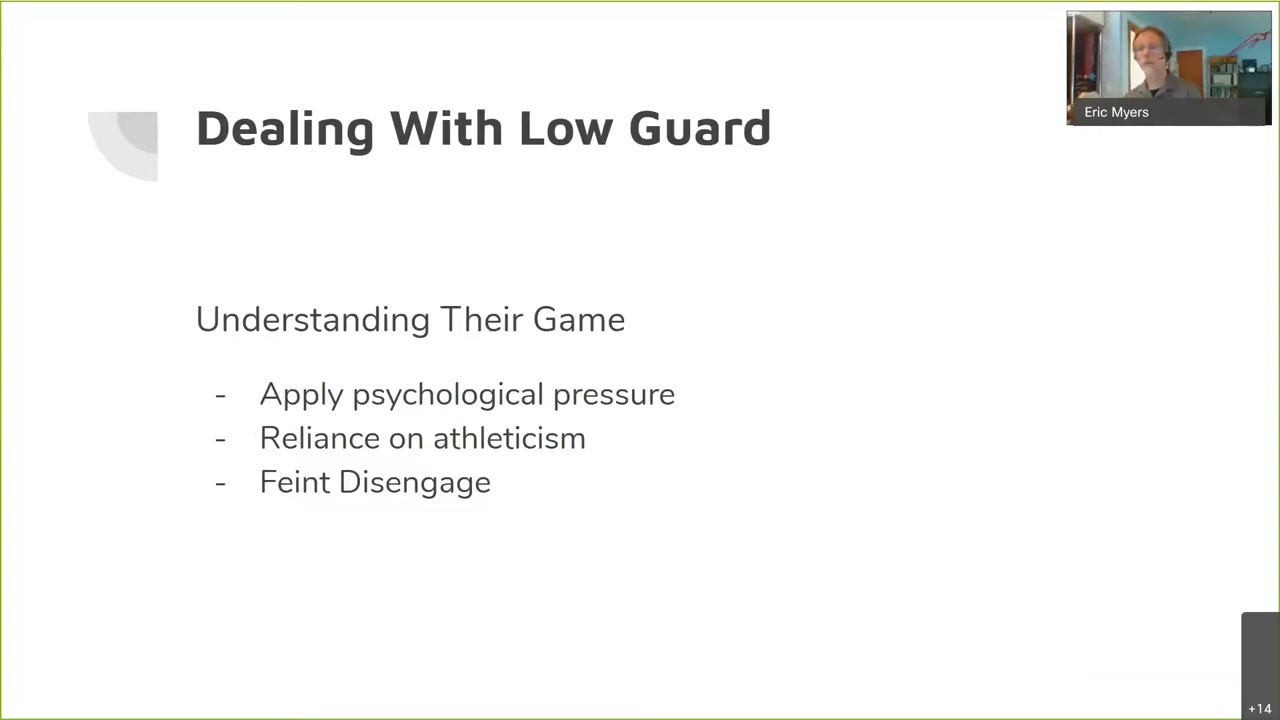 Eric Myers
Dealing With Low Guard
Understanding Their Game
- Apply psychological pressure
- Reliance on athleticism
- Feint Disengage
+14